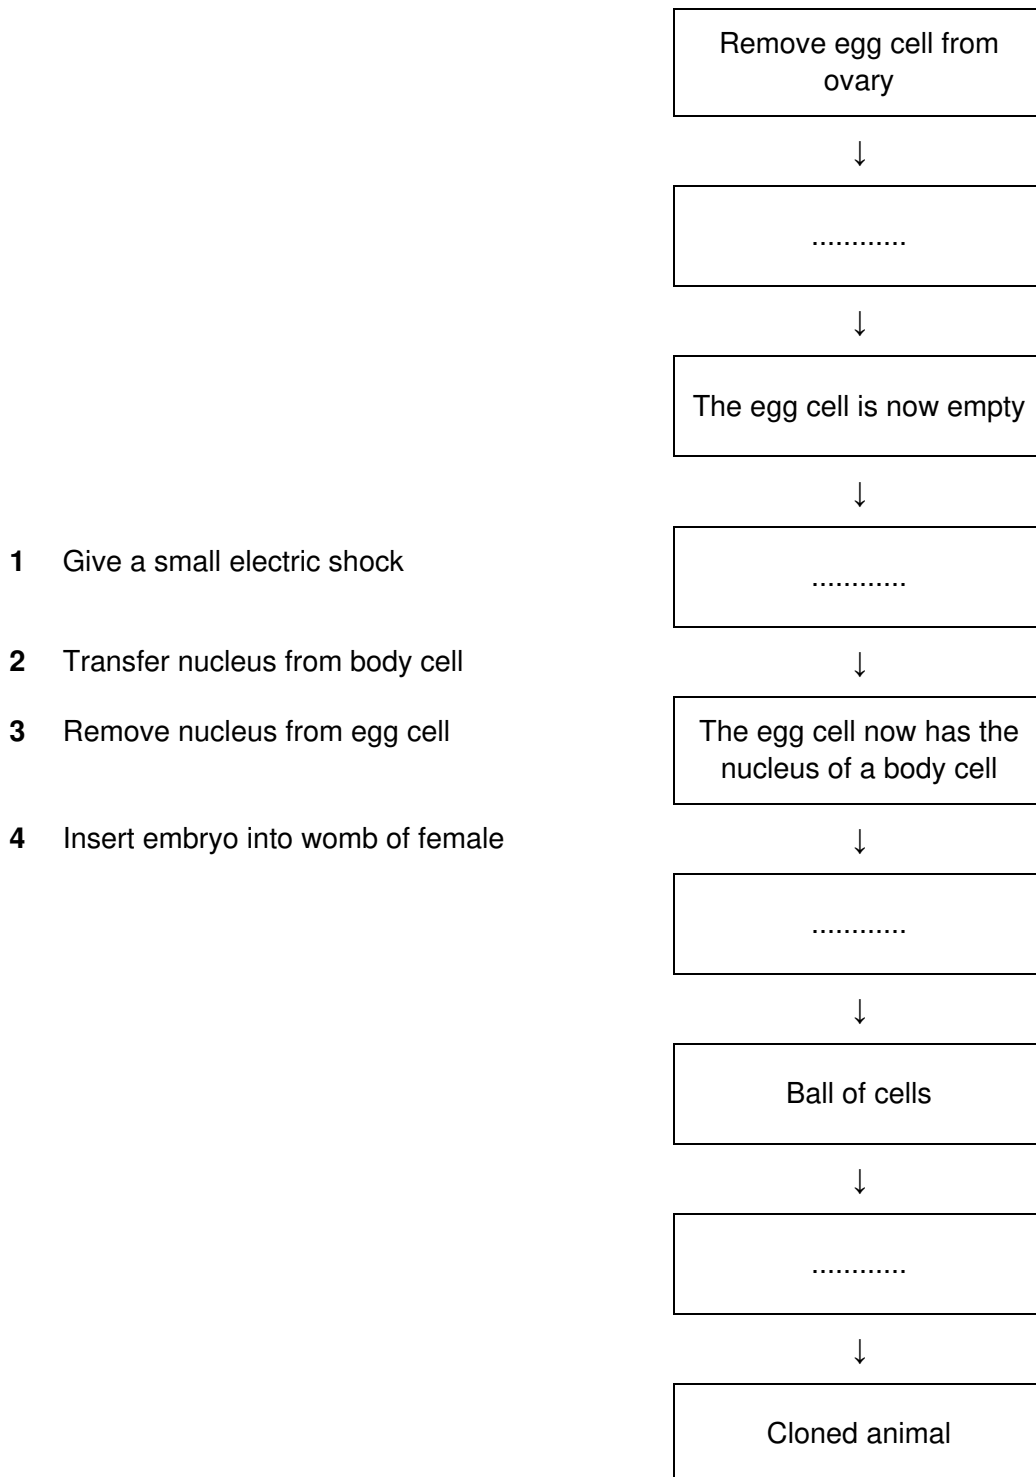 Remove egg cell from
ovary
↓
............
↓
The egg cell is now empty
↓
1 Give a small electric shock
............
2 Transfer nucleus from body cell
↓
3 Remove nucleus from egg cell
The egg cell now has the
nucleus of a body cell
4 Insert embryo into womb of female
↓
............
↓
Ball of cells
↓
............
↓
Cloned animal